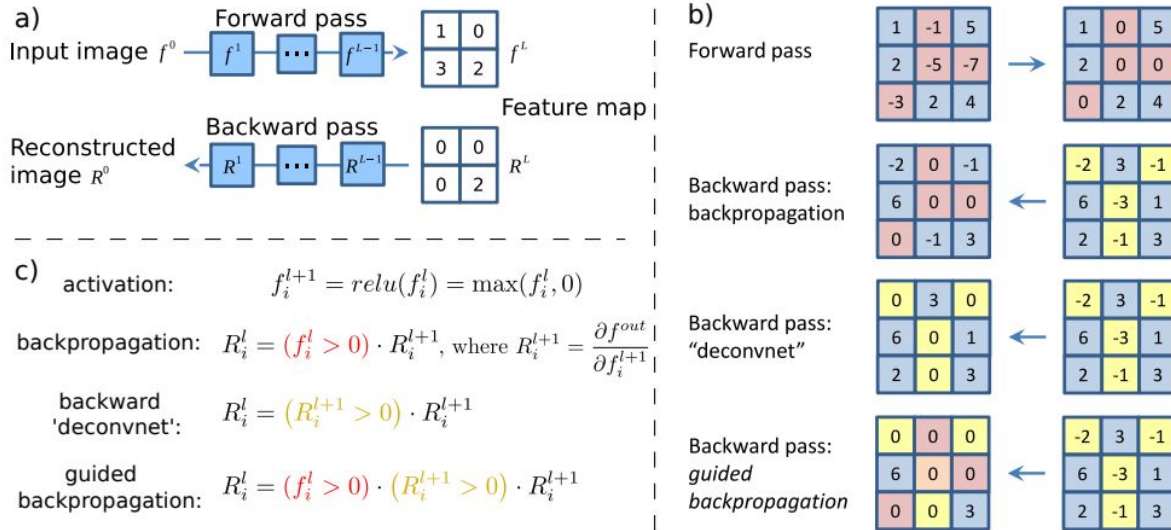 a)
Forward pass
Input image f^0
f^1 ... f^{L-1}
1 0
3 2
f^L
Feature map
Backward pass
Reconstructed
image R^0
R^1 ... R^{L-1}
0 0
0 2
R^L
b)
Forward pass
1 -1 5
2 -5 -7
-3 2 4
1 0 5
2 0 0
0 2 4
Backward pass:
backpropagation
-2 0 -1
6 0 0
0 -1 3
-2 3 -1
6 -3 1
2 -1 3
Backward pass:
“deconvnet”
0 3 0
6 0 1
2 0 3
-2 3 -1
6 -3 1
2 -1 3
Backward pass:
guided
backpropagation
0 0 0
6 0 0
0 0 3
-2 3 -1
6 -3 1
2 -1 3
c)
activation: f_i^{l+1} = relu(f_i^l) = max(f_i^l, 0)
backpropagation: R_i^l = (f_i^l > 0) · R_i^{l+1}, where R_i^{l+1} = ∂f^{out} / ∂f_i^{l+1}
backward
'deconvnet': R_i^l = (R_i^{l+1} > 0) · R_i^{l+1}
guided
backpropagation: R_i^l = (f_i^l > 0) · (R_i^{l+1} > 0) · R_i^{l+1}